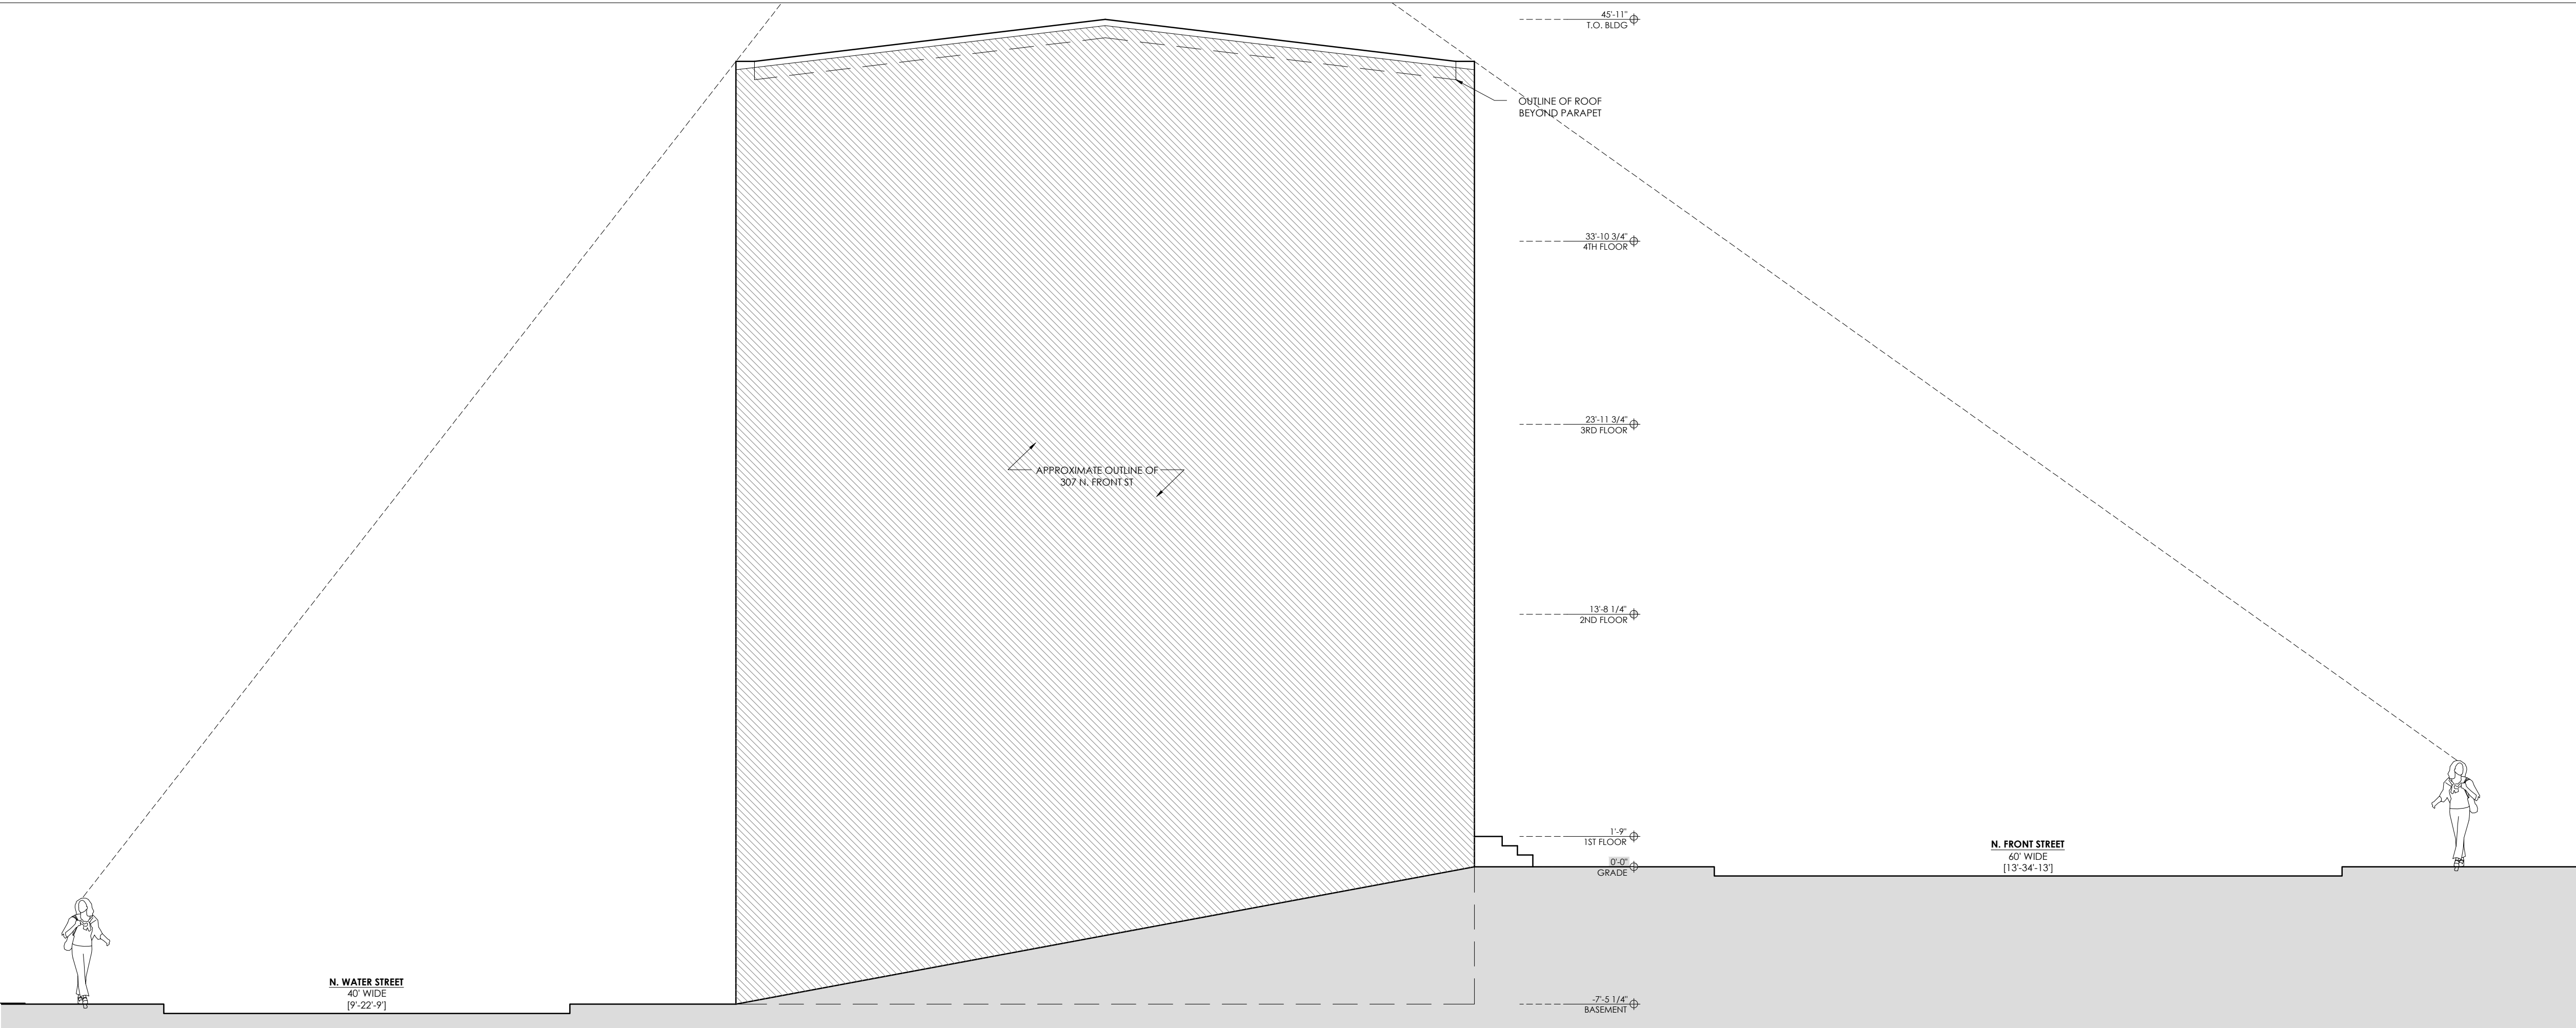 45'-11"
T.O. BLDG
OUTLINE OF ROOF
BEYOND PARAPET
33'-10 3/4"
4TH FLOOR
23'-11 3/4"
3RD FLOOR
APPROXIMATE OUTLINE OF
307 N. FRONT ST
13'-8 1/4"
2ND FLOOR
1'-9"
1ST FLOOR
0'-0"
GRADE
N. FRONT STREET
60' WIDE
[13'-34'-13']
N. WATER STREET
40' WIDE
[9'-22'-9']
-7'-5 1/4"
BASEMENT